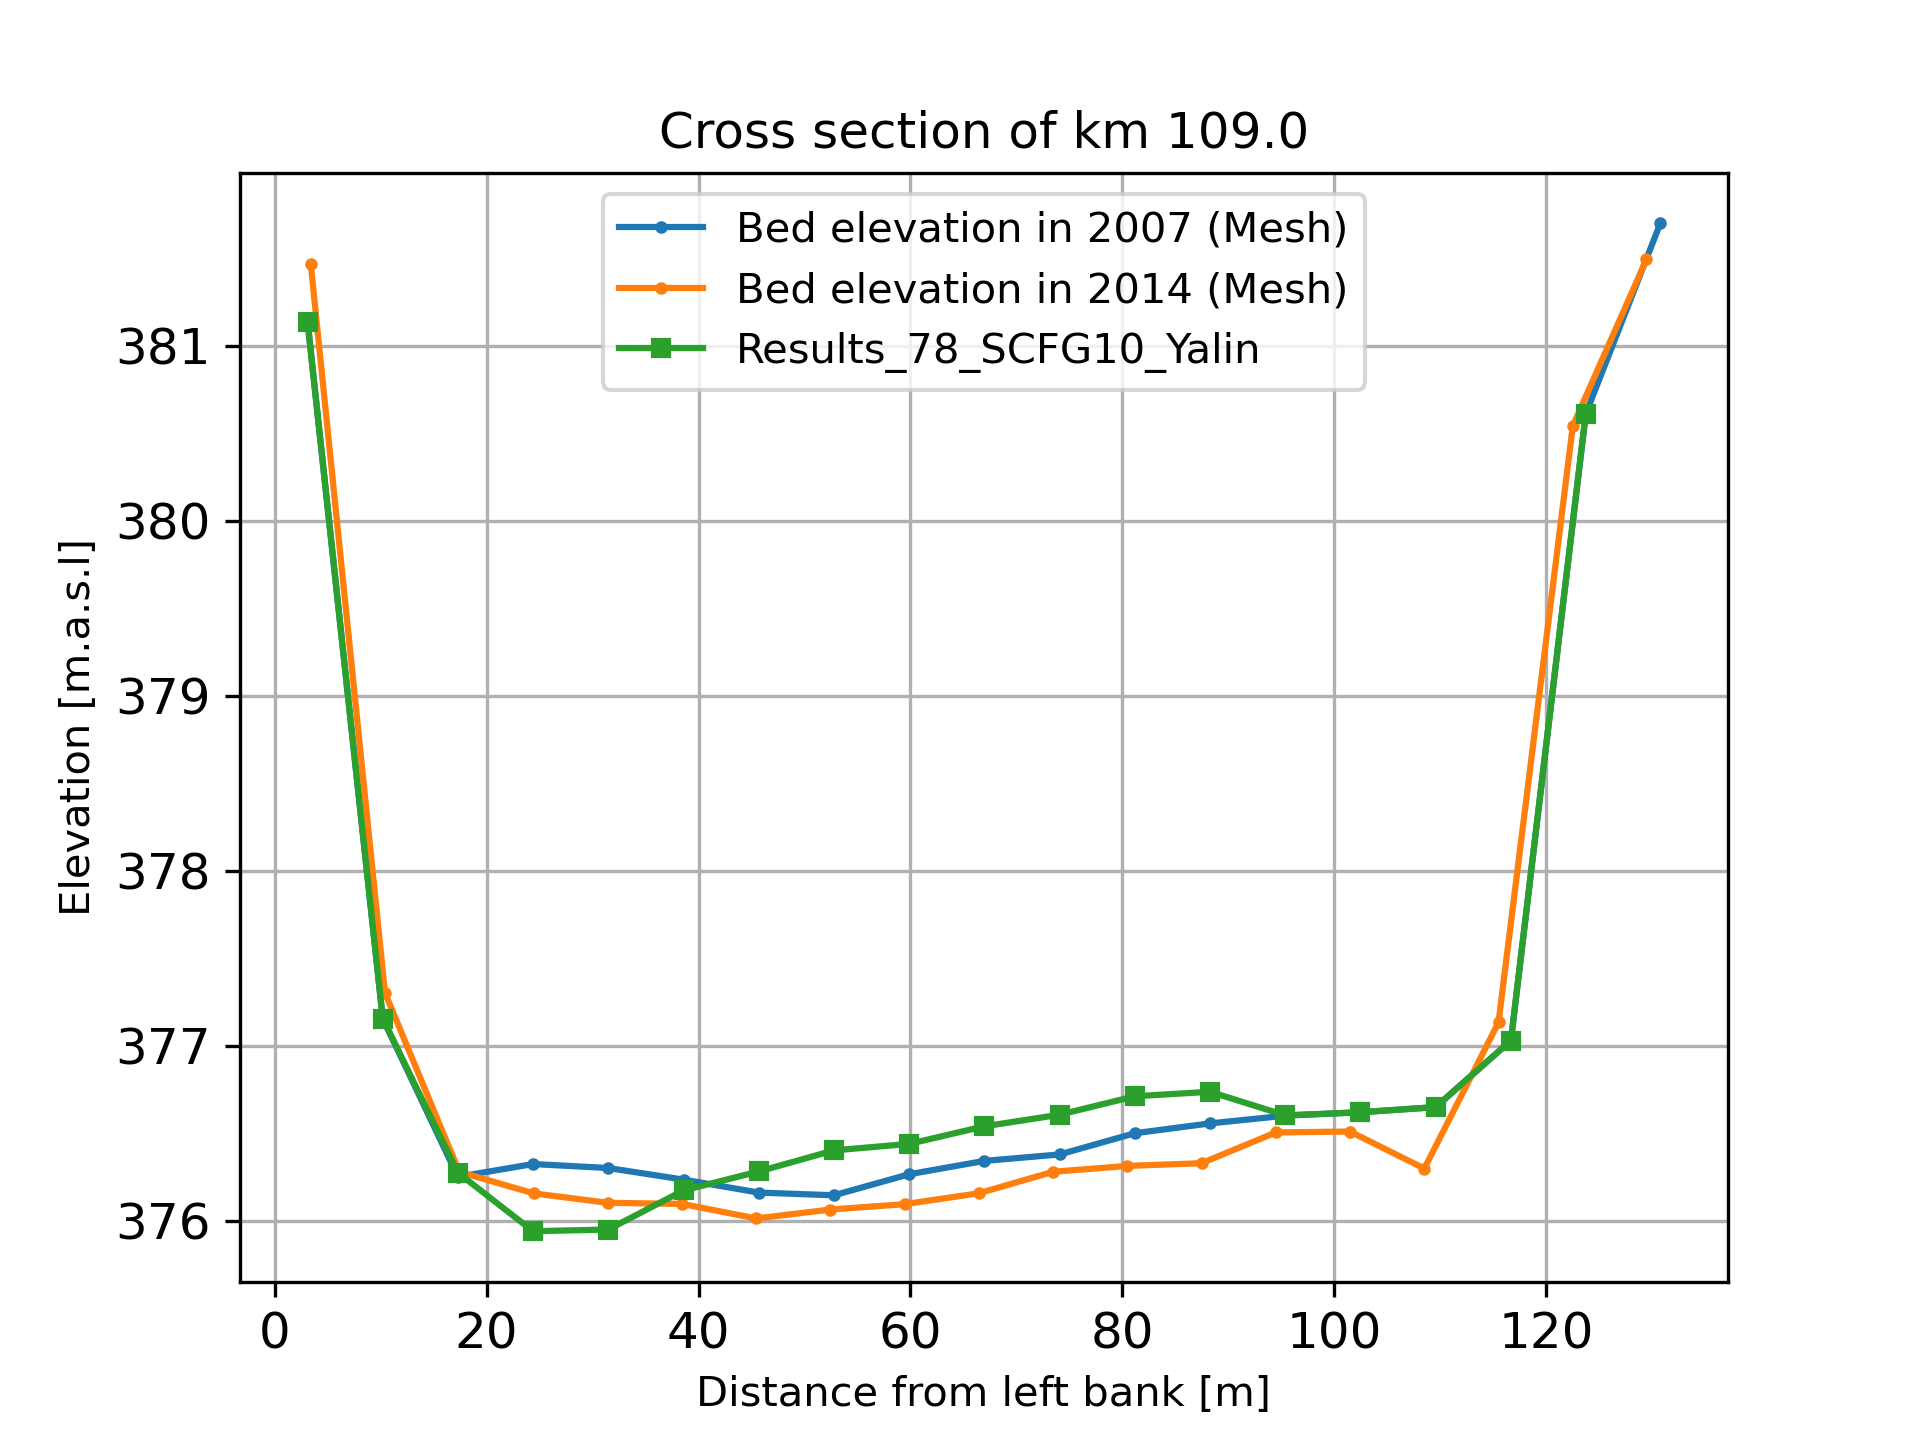 Cross section of km 109.0
Bed elevation in 2007 (Mesh)
Bed elevation in 2014 (Mesh)
Results_78_SCFG10_Yalin
381
380
379
378
377
376
Elevation [m.a.s.l]
0 20 40 60 80 100 120
Distance from left bank [m]